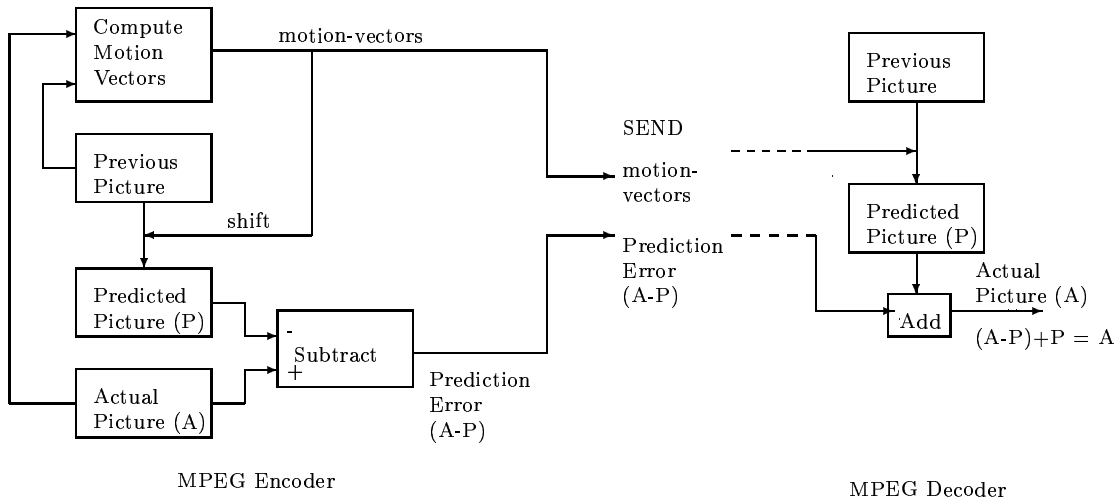 Compute
Motion
Vectors
motion-vectors
Previous
Picture
shift
Predicted
Picture (P)
-
Subtract
+
Actual
Picture (A)
Prediction
Error
(A-P)
MPEG Encoder
SEND
motion-
vectors
Prediction
Error
(A-P)
Previous
Picture
Predicted
Picture (P)
Add
Actual
Picture (A)
(A-P)+P = A
MPEG Decoder